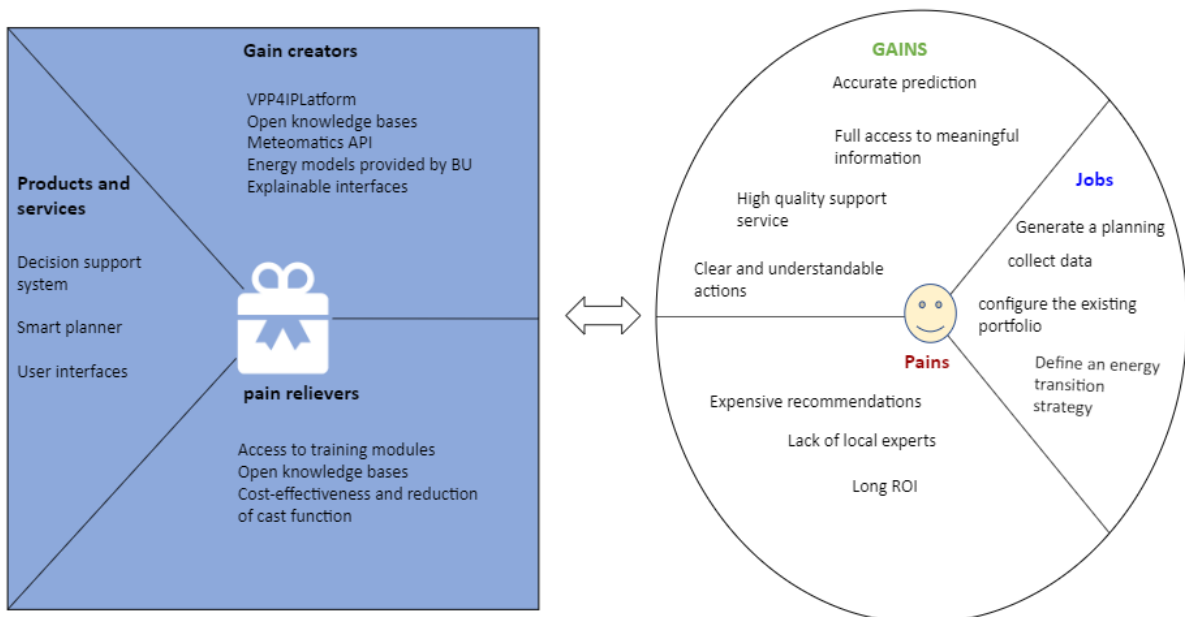 Gain creators
VPP4IPLatform
Open knowledge bases
Meteomatics API
Energy models provided by BU
Explainable interfaces
Products and
services
Decision support
system
Smart planner
User interfaces
pain relievers
Access to training modules
Open knowledge bases
Cost-effectiveness and reduction
of cast function
GAINS
Accurate prediction
Full access to meaningful
information
High quality support
service
Clear and understandable
actions
Jobs
Generate a planning
collect data
configure the existing
portfolio
Define an energy
transition
strategy
Pains
Expensive recommendations
Lack of local experts
Long ROI